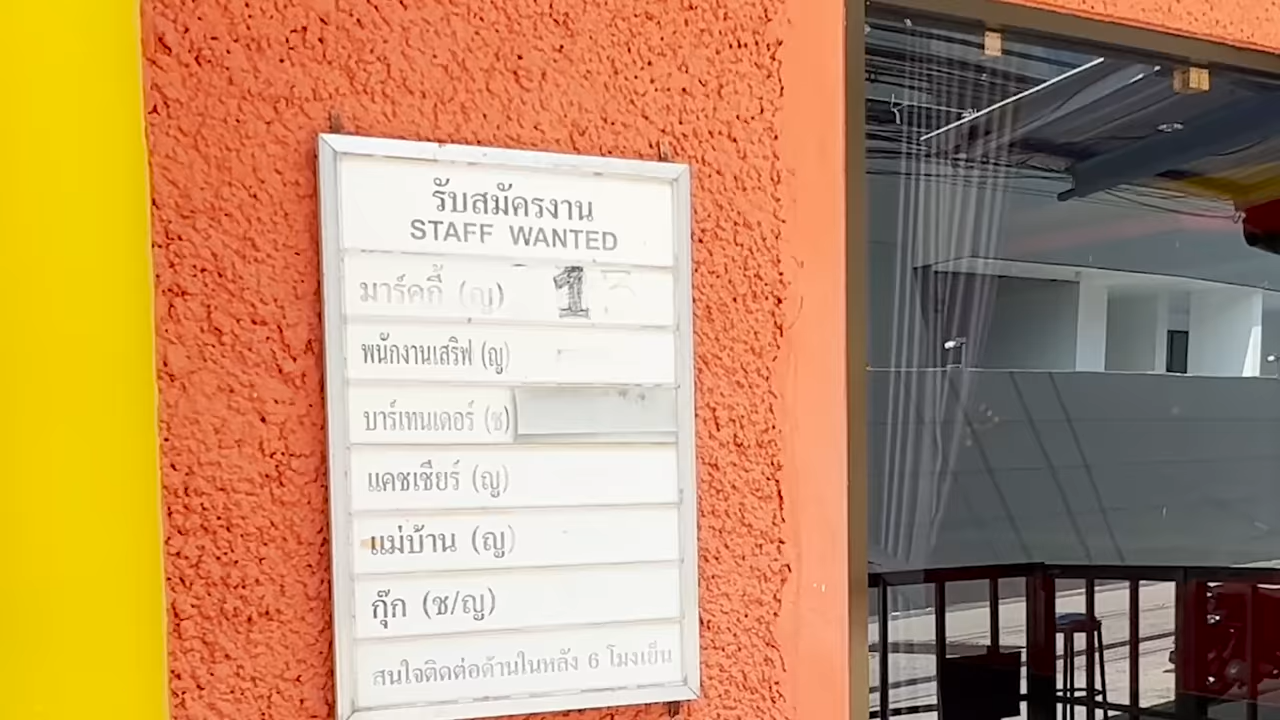 รับสมัครงาน
STAFF WANTED
มาร์คกี้ (ญ) 1
พนักงานเสริฟ (ญ)
บาร์เทนเดอร์ (ช)
แคชเชียร์ (ญ)
แม่บ้าน (ญ)
กุ๊ก (ช/ญ)
สนใจติดต่อด้านในหลัง 6 โมงเย็น